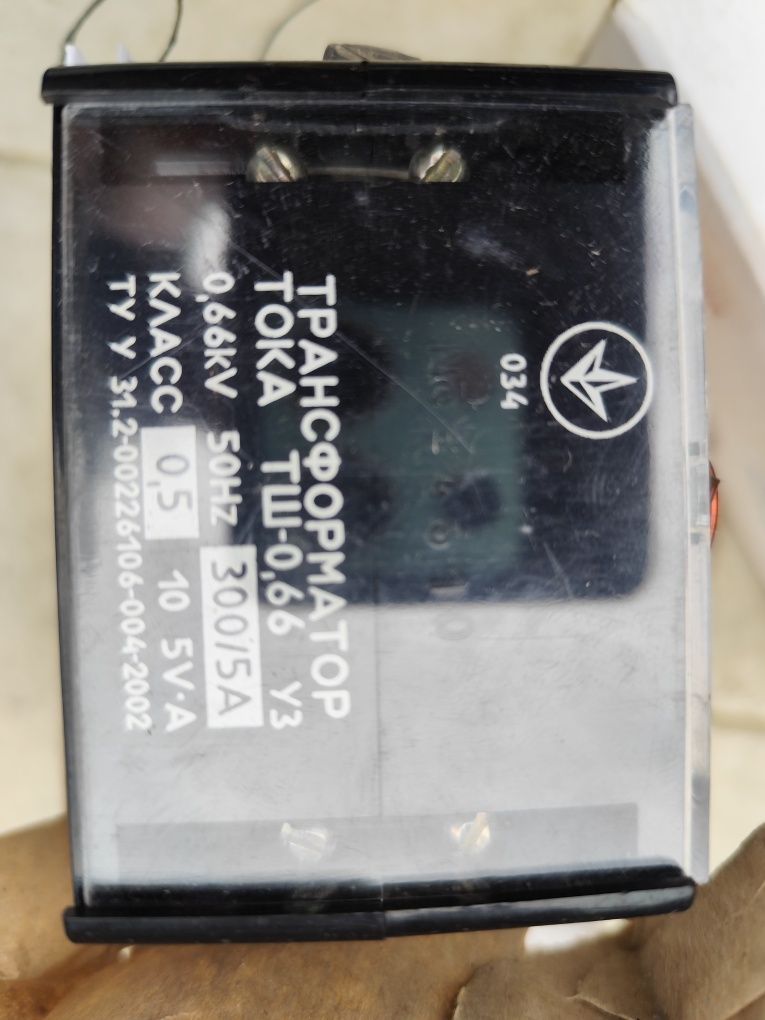 034
ТРАНСФОРМАТОР
ТОКА ТШ-0,66 У3
0,66kV 50Hz 300/5A
КЛАСС 0,5 10 5V·A
ТУ У 31.2-00226106-004-2002